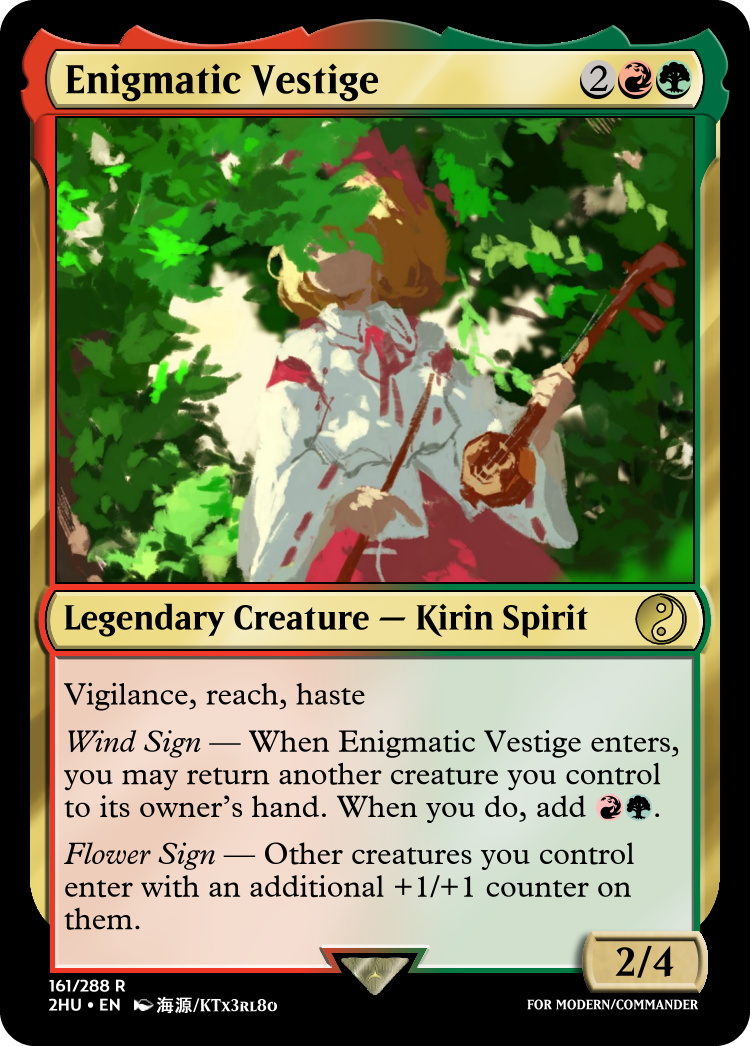 Enigmatic Vestige 2
Legendary Creature — Kirin Spirit
Vigilance, reach, haste
Wind Sign — When Enigmatic Vestige enters,
you may return another creature you control
to its owner's hand. When you do, add .
Flower Sign — Other creatures you control
enter with an additional +1/+1 counter on
them.
2/4
161/288 R
2HU • EN 海源/KTx3rl8o
FOR MODERN/COMMANDER